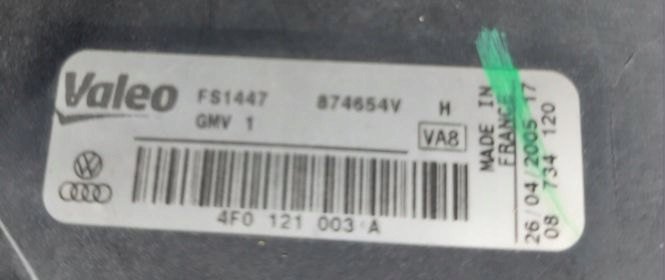 Valeo FS1447 874654V H
GMV 1 VA8
4F0 121 003 A
MADE IN
FRANCE
26/04/2005 17
08 734 120